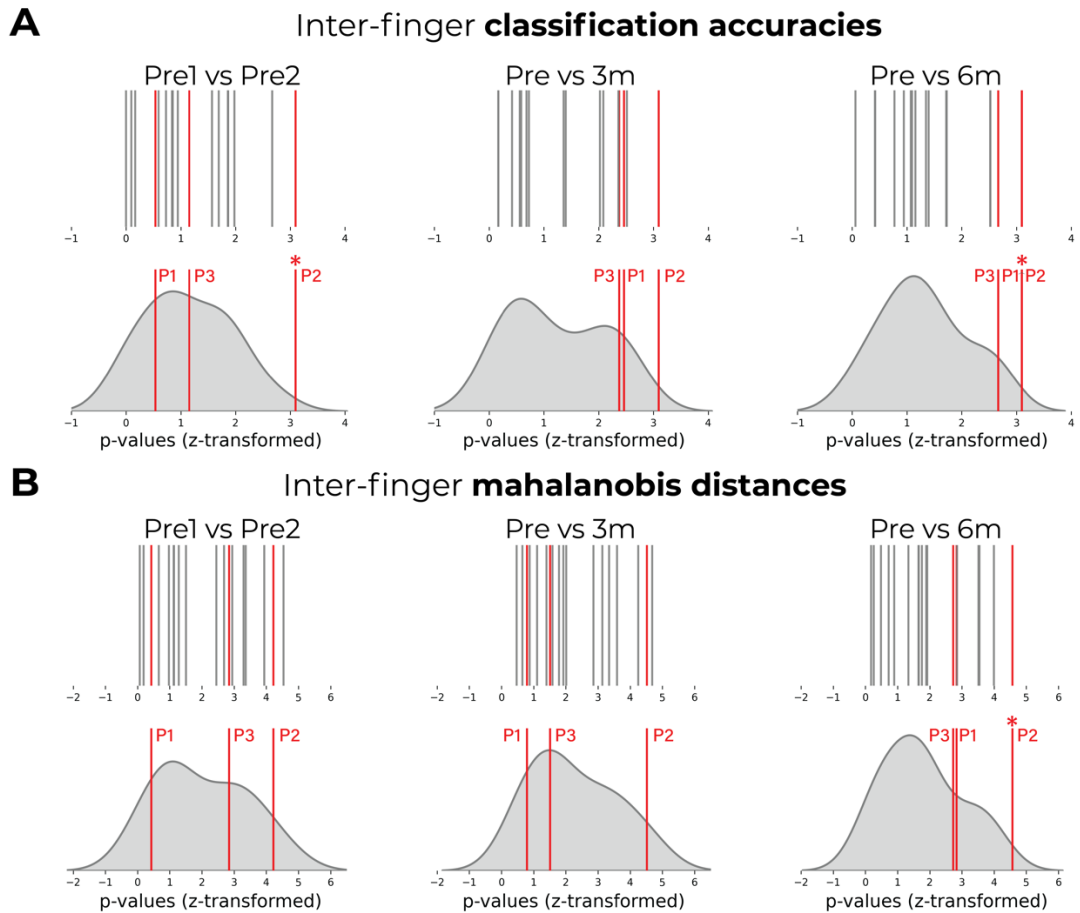 A
Inter-finger classification accuracies
Pre1 vs Pre2
Pre vs 3m
Pre vs 6m
-1 0 1 2 3 4
-1 0 1 2 3 4
-1 0 1 2 3 4
P1 P3 * P2
P3 P1 P2
P3 P1 * P2
-1 0 1 2 3 4
-1 0 1 2 3 4
-1 0 1 2 3 4
p-values (z-transformed)
p-values (z-transformed)
p-values (z-transformed)
B
Inter-finger mahalanobis distances
Pre1 vs Pre2
Pre vs 3m
Pre vs 6m
-2 -1 0 1 2 3 4 5 6
-2 -1 0 1 2 3 4 5 6
-2 -1 0 1 2 3 4 5 6
P1 P3 P2
P1 P3 P2
P3 P1 * P2
-2 -1 0 1 2 3 4 5 6
-2 -1 0 1 2 3 4 5 6
-2 -1 0 1 2 3 4 5 6
p-values (z-transformed)
p-values (z-transformed)
p-values (z-transformed)